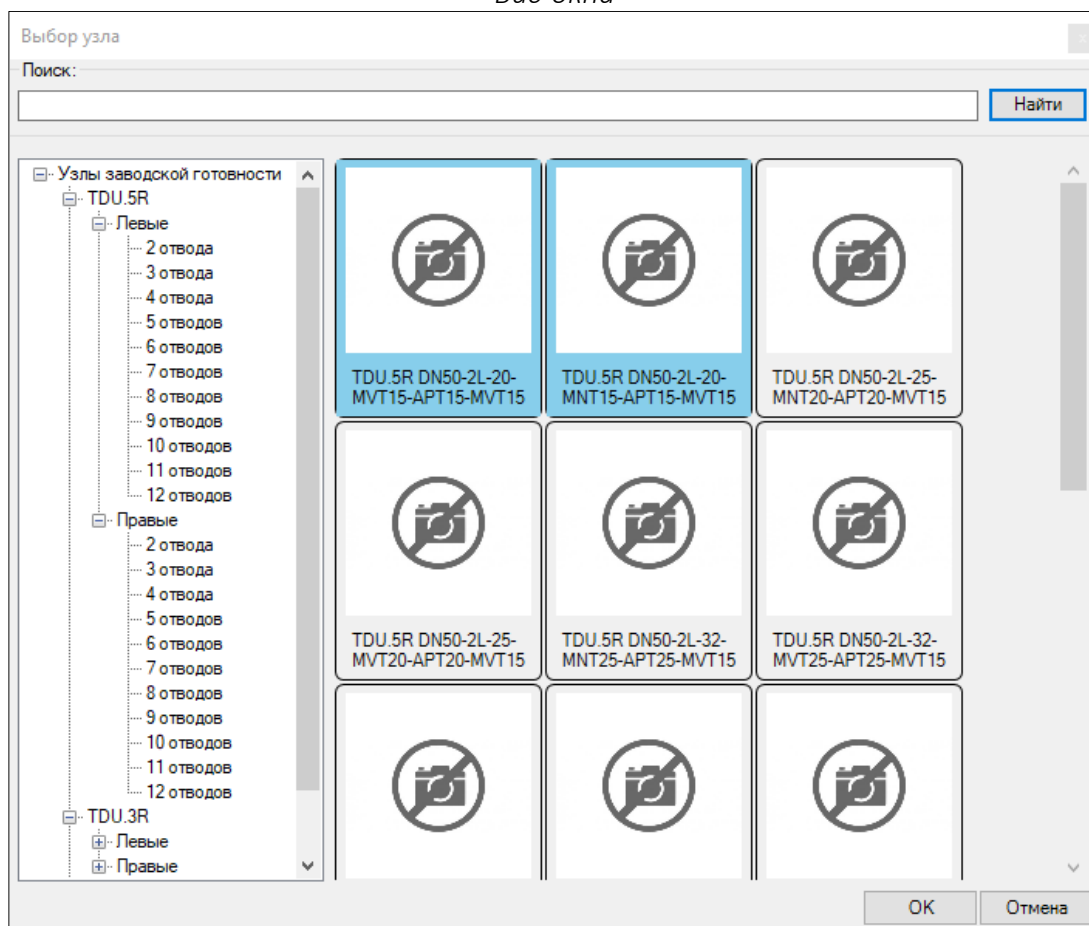 Выбор узла
Поиск:
Найти
Узлы заводской готовности
TDU.5R
Левые
2 отвода
3 отвода
4 отвода
5 отводов
6 отводов
7 отводов
8 отводов
9 отводов
10 отводов
11 отводов
12 отводов
Правые
2 отвода
3 отвода
4 отвода
5 отводов
6 отводов
7 отводов
8 отводов
9 отводов
10 отводов
11 отводов
12 отводов
TDU.3R
Левые
Правые
TDU.5R DN50-2L-20-
MVT15-APT15-MVT15
TDU.5R DN50-2L-20-
MNT15-APT15-MVT15
TDU.5R DN50-2L-25-
MNT20-APT20-MVT15
TDU.5R DN50-2L-25-
MVT20-APT20-MVT15
TDU.5R DN50-2L-32-
MNT25-APT25-MVT15
TDU.5R DN50-2L-32-
MVT25-APT25-MVT15
OK
Отмена